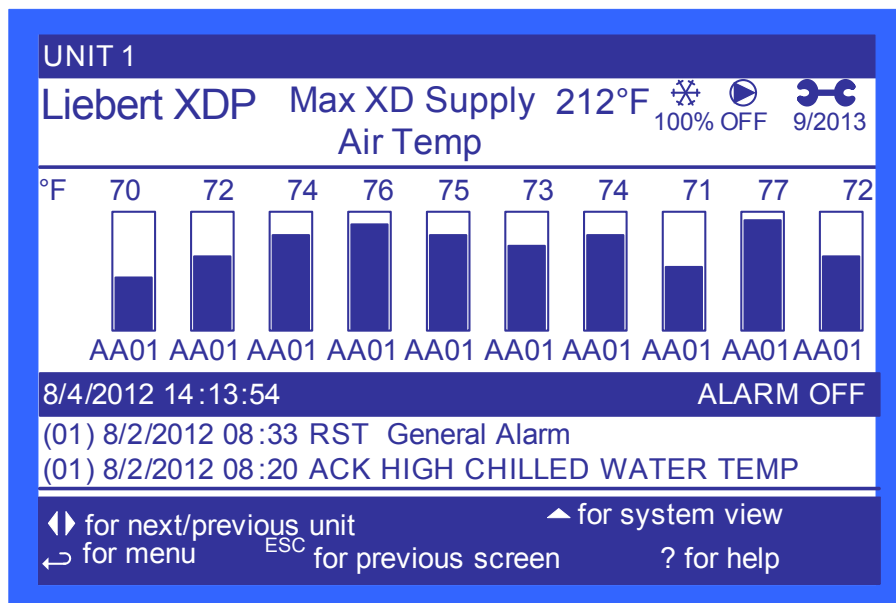 UNIT 1
Liebert XDP Max XD Supply Air Temp 212°F 100% OFF 9/2013
°F 70 72 74 76 75 73 74 71 77 72
AA01 AA01 AA01 AA01 AA01 AA01 AA01 AA01 AA01 AA01
8/4/2012 14:13:54 ALARM OFF
(01) 8/2/2012 08:33 RST General Alarm
(01) 8/2/2012 08:20 ACK HIGH CHILLED WATER TEMP
for next/previous unit for system view
for menu ESC for previous screen ? for help